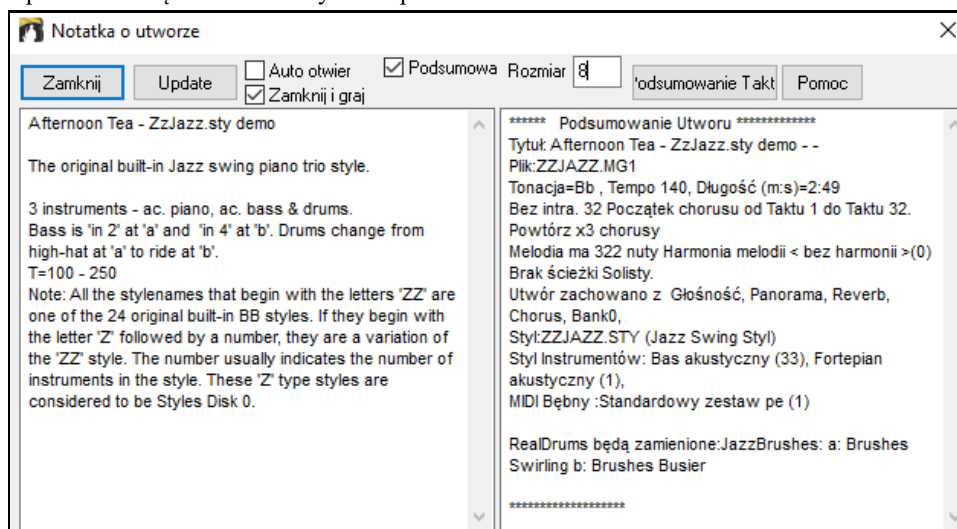 Notatka o utworze
Zamknij
Update
Auto otwier
Zamknij i graj
Podsumowa
Rozmiar 8
'odsumowanie Takt
Pomoc
Afternoon Tea - ZzJazz.sty demo
The original built-in Jazz swing piano trio style.
3 instruments - ac. piano, ac. bass & drums.
Bass is 'in 2' at 'a' and 'in 4' at 'b'. Drums change from
high-hat at 'a' to ride at 'b'.
T=100 - 250
Note: All the stylenames that begin with the letters 'ZZ' are
one of the 24 original built-in BB styles. If they begin with
the letter 'Z' followed by a number, they are a variation of
the 'ZZ' style. The number usually indicates the number of
instruments in the style. These 'Z' type styles are
considered to be Styles Disk 0.
****** Podsumowanie Utworu *************
Tytuł: Afternoon Tea - ZzJazz.sty demo - -
Plik:ZZJAZZ.MG1
Tonacja=Bb , Tempo 140, Długość (m:s)=2:49
Bez intra. 32 Początek chorusu od Taktu 1 do Taktu 32.
Powtórz x3 chorusy
Melodia ma 322 nuty Harmonia melodii < bez harmonii >(0)
Brak ścieżki Solisty.
Utwór zachowano z Głośność, Panorama, Reverb,
Chorus, Bank0,
Styl:ZZJAZZ.STY (Jazz Swing Styl)
Styl Instrumentów: Bas akustyczny (33), Fortepian
akustyczny (1),
MIDI Bębny :Standardowy zestaw pe (1)
RealDrums będą zamienione:JazzBrushes: a: Brushes
Swirling b: Brushes Busier
*******************